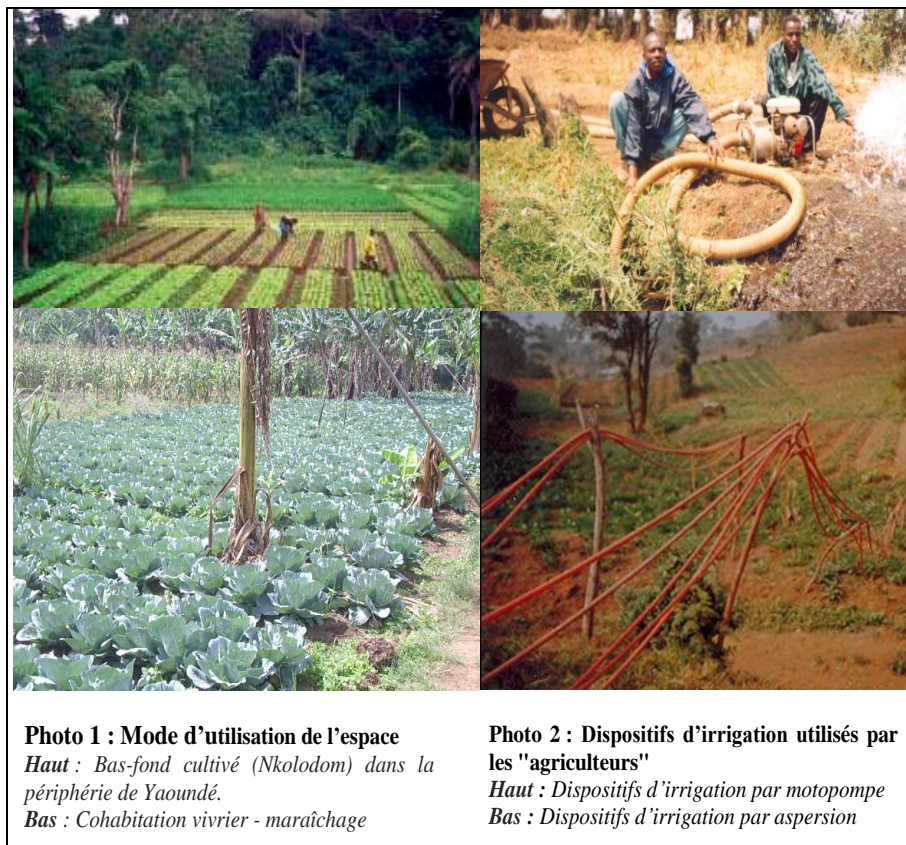 Photo 1 : Mode d'utilisation de l'espace
Haut : Bas-fond cultivé (Nkolodom) dans la
périphérie de Yaoundé.
Bas : Cohabitation vivrier - maraîchage
Photo 2 : Dispositifs d'irrigation utilisés par
les "agriculteurs"
Haut : Dispositifs d'irrigation par motopompe
Bas : Dispositifs d'irrigation par aspersion